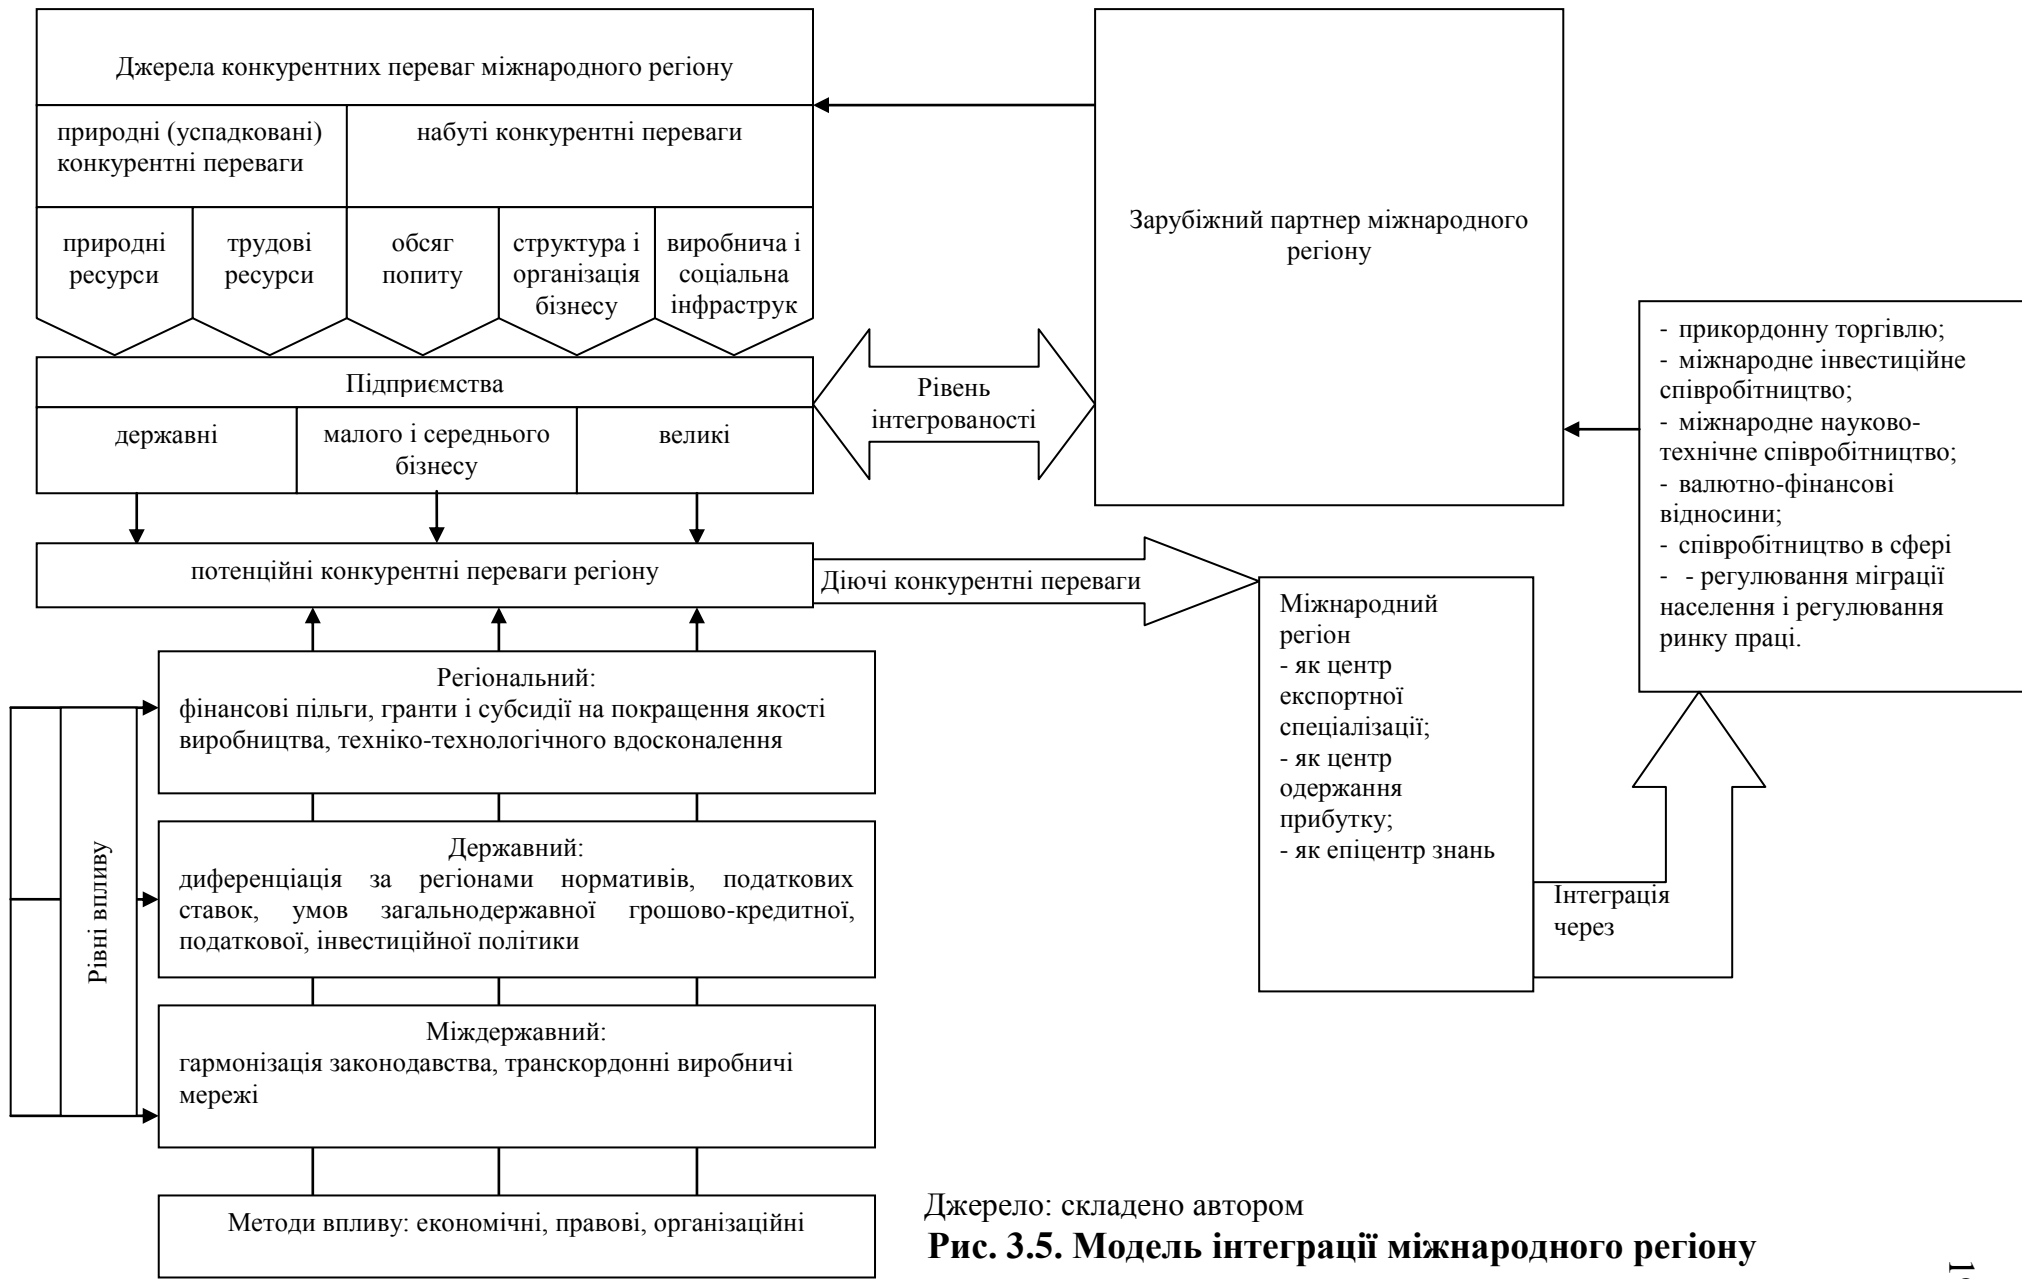 Джерела конкурентних переваг міжнародного регіону
природні (успадковані)
конкурентні переваги
набуті конкурентні переваги
природні
ресурси
трудові
ресурси
обсяг
попиту
структура і
організація
бізнесу
виробнича і
соціальна
інфраструк
Підприємства
державні
малого і середнього
бізнесу
великі
потенційні конкурентні переваги регіону
Рівень
інтегрованості
Зарубіжний партнер міжнародного
регіону
Діючі конкурентні переваги
Міжнародний
регіон
- як центр
експортної
спеціалізації;
- як центр
одержання
прибутку;
- як епіцентр знань
Інтеграція
через
- прикордонну торгівлю;
- міжнародне інвестиційне
співробітництво;
- міжнародне науково-
технічне співробітництво;
- валютно-фінансові
відносини;
- співробітництво в сфері
- - регулювання міграції
населення і регулювання
ринку праці.
Рівні впливу
Регіональний:
фінансові пільги, гранти і субсидії на покращення якості
виробництва, техніко-технологічного вдосконалення
Державний:
диференціація за регіонами нормативів, податкових
ставок, умов загальнодержавної грошово-кредитної,
податкової, інвестиційної політики
Міждержавний:
гармонізація законодавства, транскордонні виробничі
мережі
Методи впливу: економічні, правові, організаційні
Джерело: складено автором
Рис. 3.5. Модель інтеграції міжнародного регіону